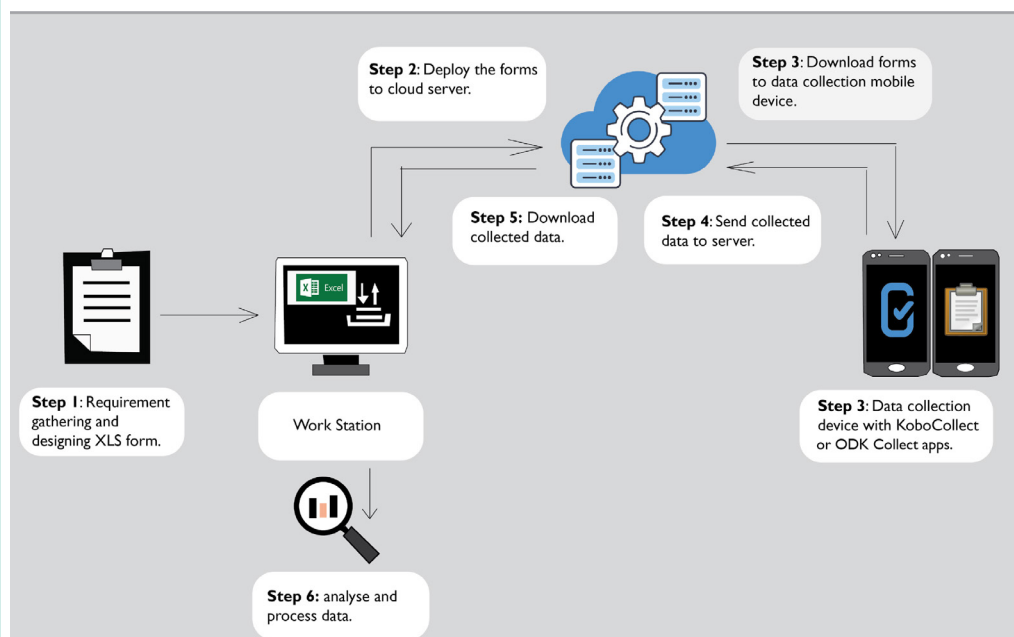 Step 2: Deploy the forms
to cloud server.
Step 3: Download forms
to data collection mobile
device.
Step 5: Download
collected data.
Step 4: Send collected
data to server.
Excel
Step 1: Requirement
gathering and
designing XLS form.
Work Station
Step 3: Data collection
device with KoboCollect
or ODK Collect apps.
Step 6: analyse and
process data.